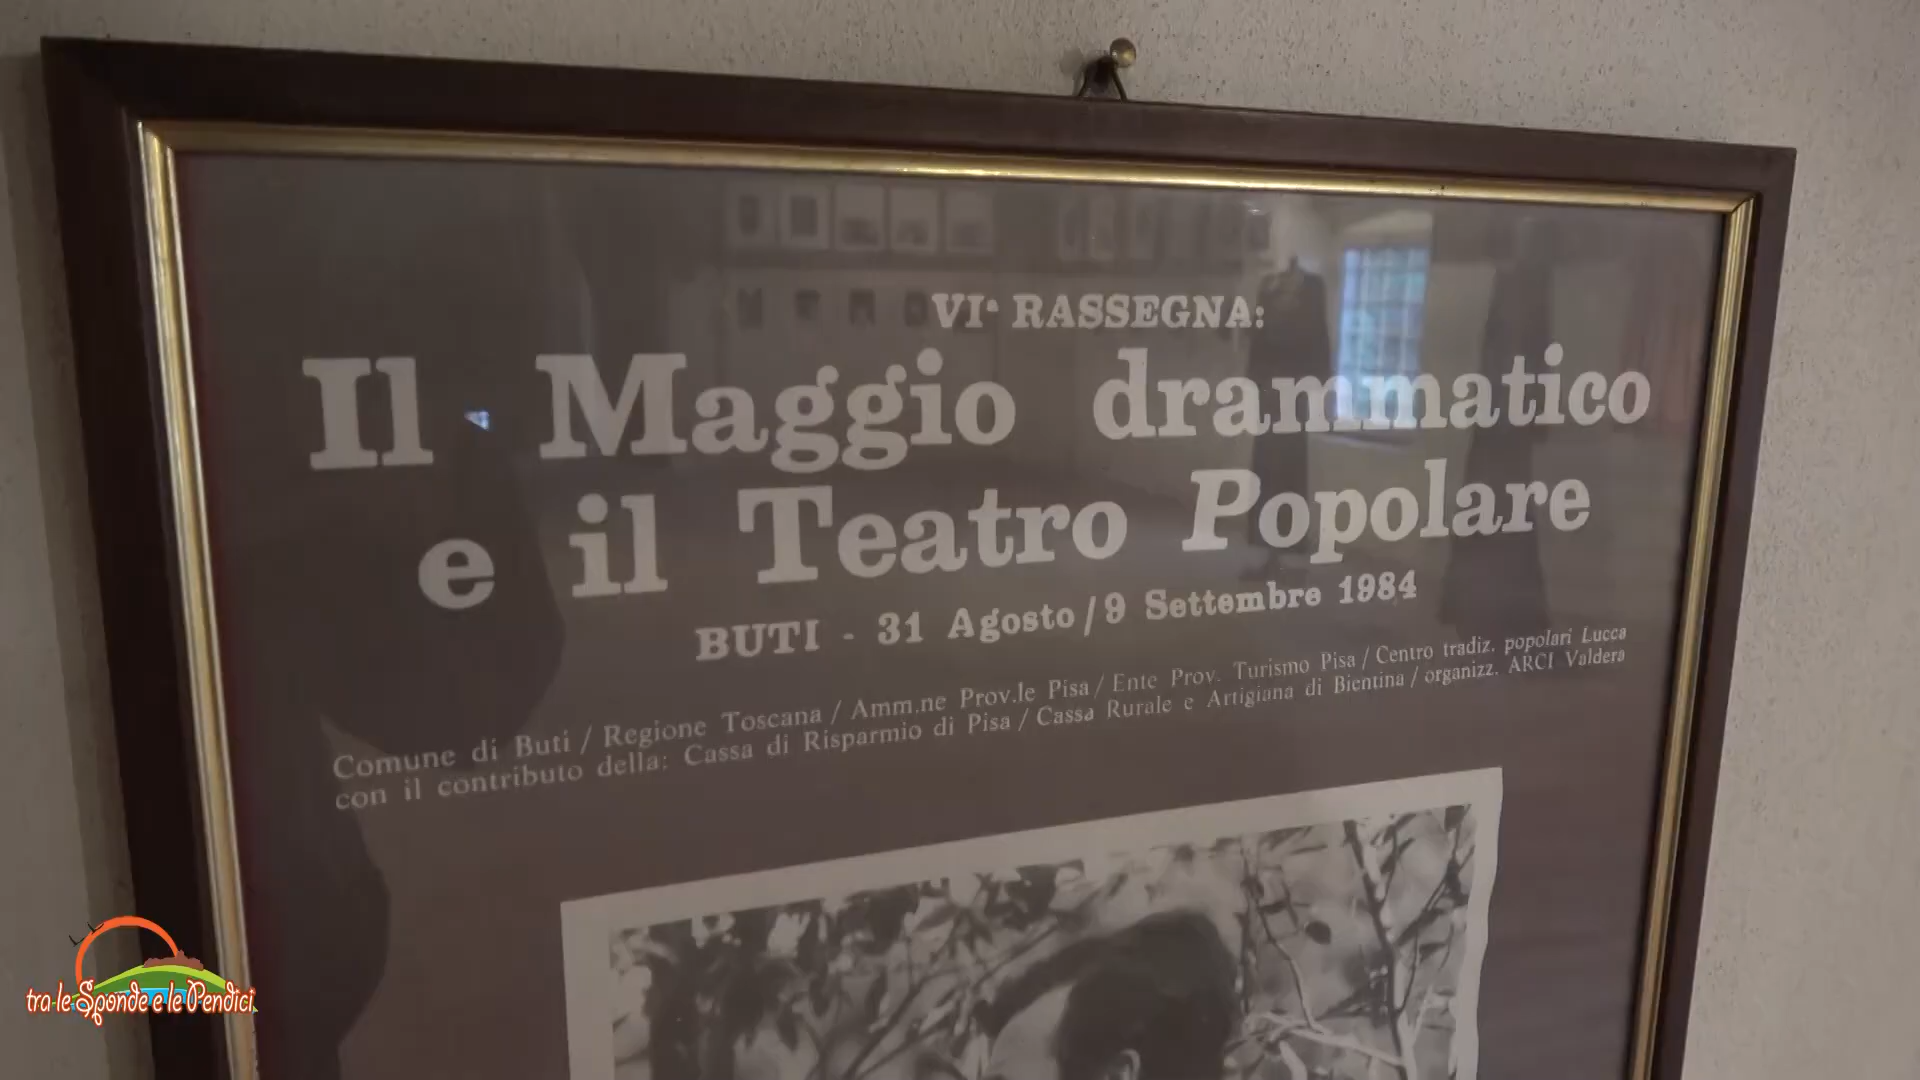 VIª RASSEGNA:
Il Maggio drammatico
e il Teatro Popolare
BUTI - 31 Agosto / 9 Settembre 1984
Comune di Buti / Regione Toscana / Amm.ne Prov.le Pisa / Ente Prov. Turismo Pisa / Centro tradiz. popolari Lucca
con il contributo della: Cassa di Risparmio di Pisa / Cassa Rurale e Artigiana di Bientina / organizz. ARCI Valdera
tra le Sponde e le Pendici